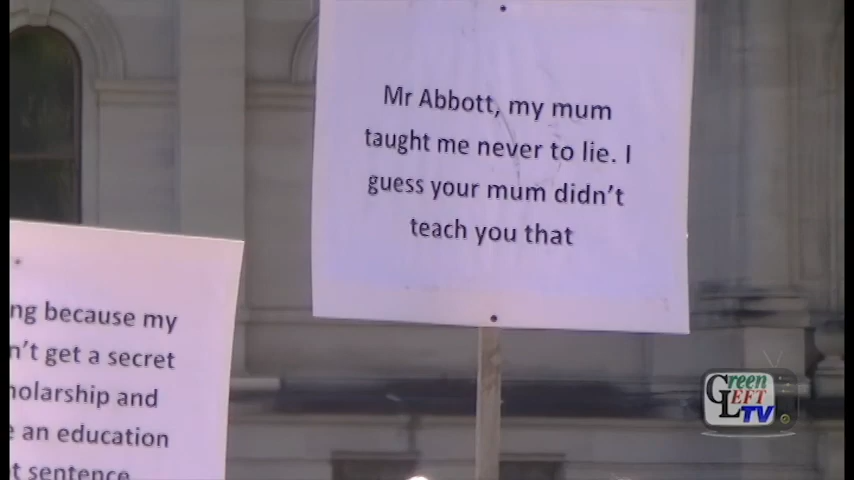 Mr Abbott, my mum
taught me never to lie. I
guess your mum didn't
teach you that
ng because my
n't get a secret
holarship and
an education
t sentence
Green
Left
TV